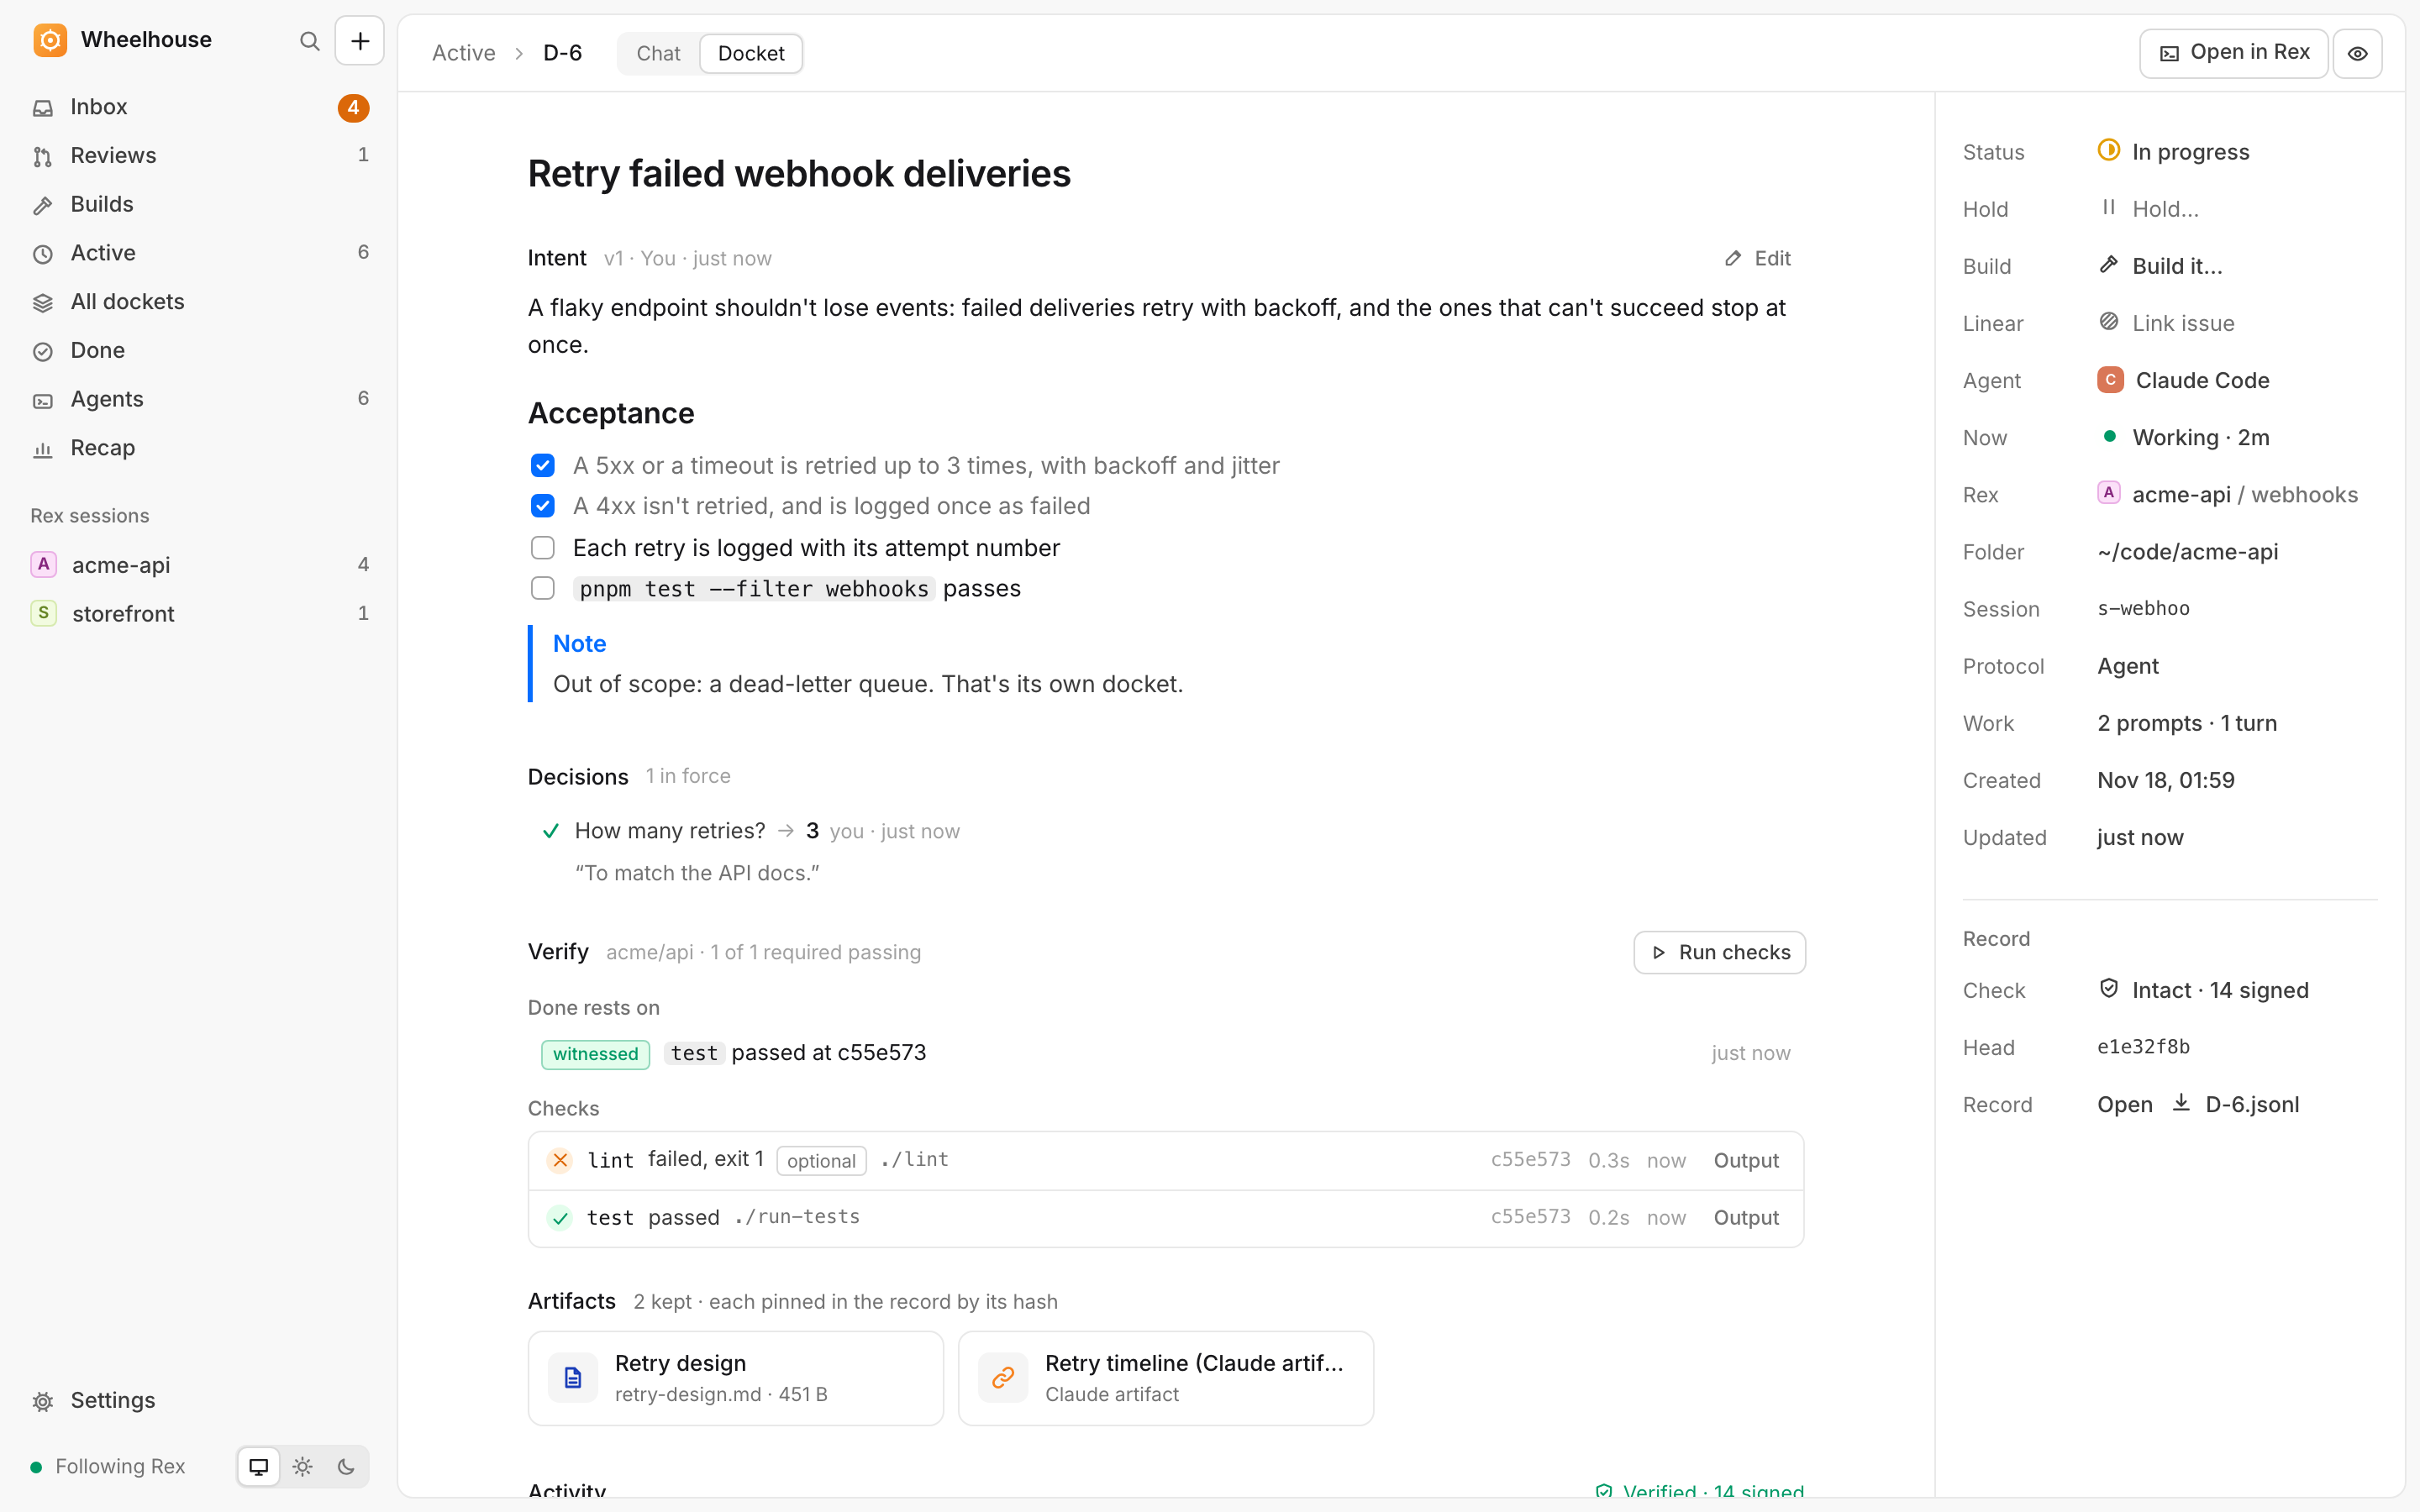 Wheelhouse
Inbox 4
Reviews 1
Builds
Active 6
All dockets
Done
Agents 6
Recap
Rex sessions
A acme-api 4
S storefront 1
Settings
Following Rex
Active › D-6 Chat Docket
Open in Rex
Retry failed webhook deliveries
Intent v1 · You · just now Edit
A flaky endpoint shouldn't lose events: failed deliveries retry with backoff, and the ones that can't succeed stop at
once.
Acceptance
A 5xx or a timeout is retried up to 3 times, with backoff and jitter
A 4xx isn't retried, and is logged once as failed
Each retry is logged with its attempt number
pnpm test --filter webhooks passes
Note
Out of scope: a dead-letter queue. That's its own docket.
Decisions 1 in force
How many retries? → 3 you · just now
“To match the API docs.”
Verify acme/api · 1 of 1 required passing Run checks
Done rests on
witnessed test passed at c55e573 just now
Checks
lint failed, exit 1 optional ./lint c55e573 0.3s now Output
test passed ./run-tests c55e573 0.2s now Output
Artifacts 2 kept · each pinned in the record by its hash
Retry design
retry-design.md · 451 B
Retry timeline (Claude artif...
Claude artifact
Activity Verified · 14 signed
Status In progress
Hold Hold...
Build Build it...
Linear Link issue
Agent C Claude Code
Now Working · 2m
Rex A acme-api / webhooks
Folder ~/code/acme-api
Session s-webhoo
Protocol Agent
Work 2 prompts · 1 turn
Created Nov 18, 01:59
Updated just now
Record
Check Intact · 14 signed
Head e1e32f8b
Record Open D-6.jsonl